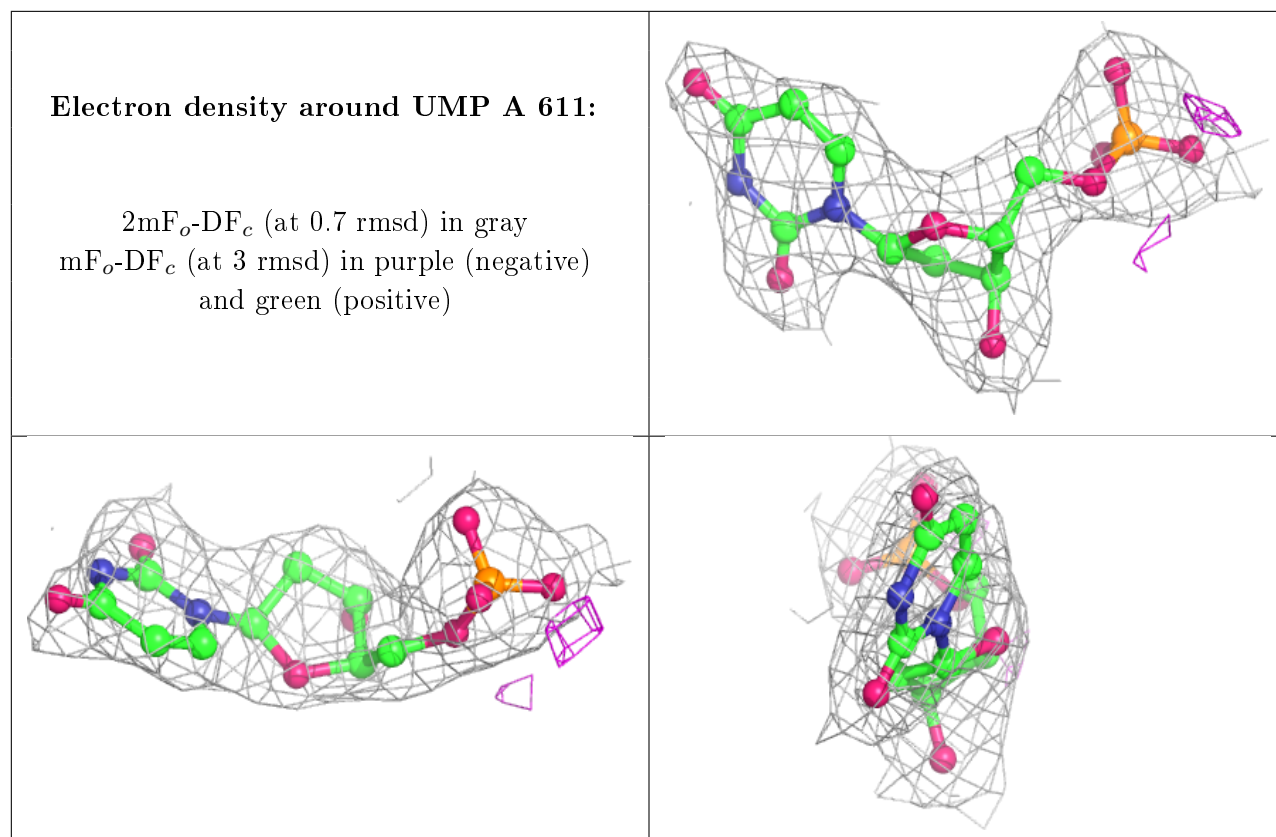 Electron density around UMP A 611:
2mFₒ-DF𝒸 (at 0.7 rmsd) in gray
mFₒ-DF𝒸 (at 3 rmsd) in purple (negative)
and green (positive)